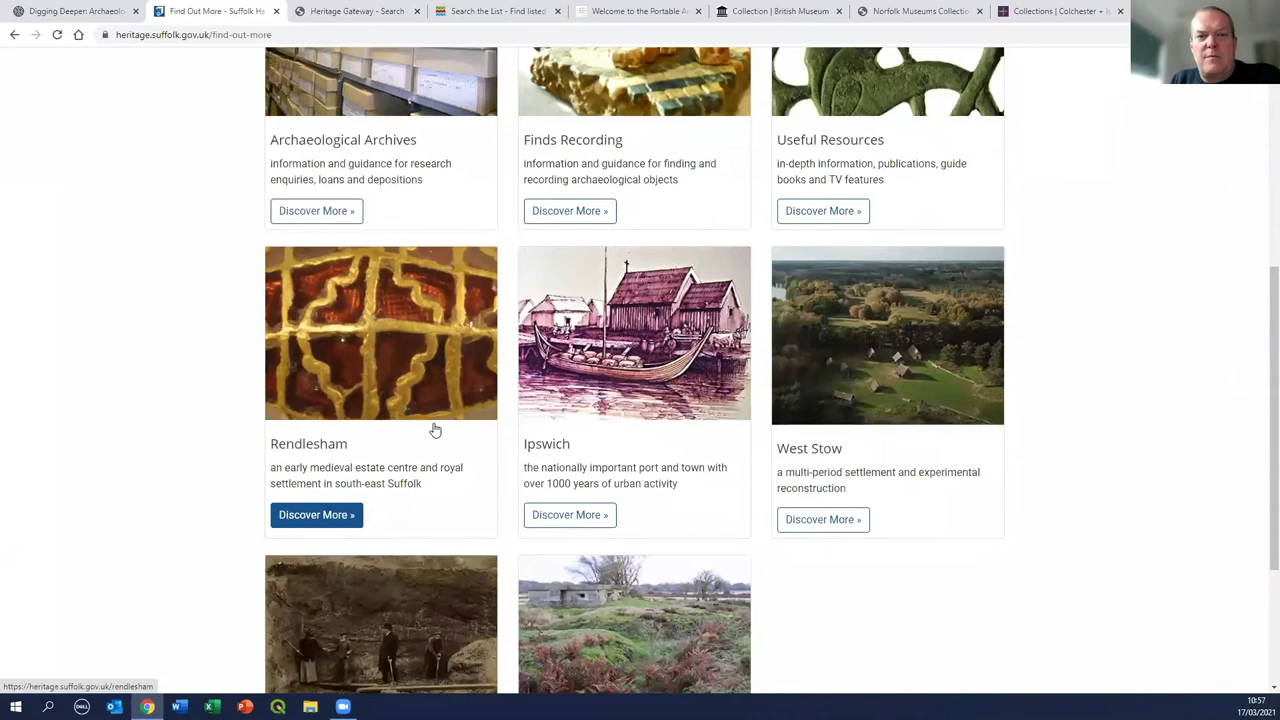 Digging Deeper: Archaeolo
Find Out More - Suffolk He
Heritage Gateway - Search
Search the List - Find listed
Welcome to the Portable A
Collection | British Museum
Norfolk Museums Collection
Collections | Colchester + I
heritage.suffolk.gov.uk/find-out-more
Archaeological Archives
information and guidance for research
enquiries, loans and depositions
Discover More »
Finds Recording
information and guidance for finding and
recording archaeological objects
Discover More »
Useful Resources
in-depth information, publications, guide
books and TV features
Discover More »
Rendlesham
an early medieval estate centre and royal
settlement in south-east Suffolk
Discover More »
Ipswich
the nationally important port and town with
over 1000 years of urban activity
Discover More »
West Stow
a multi-period settlement and experimental
reconstruction
Discover More »
https://heritage.suffolk.gov.uk/rendlesham
DELL
10:57
17/03/2021